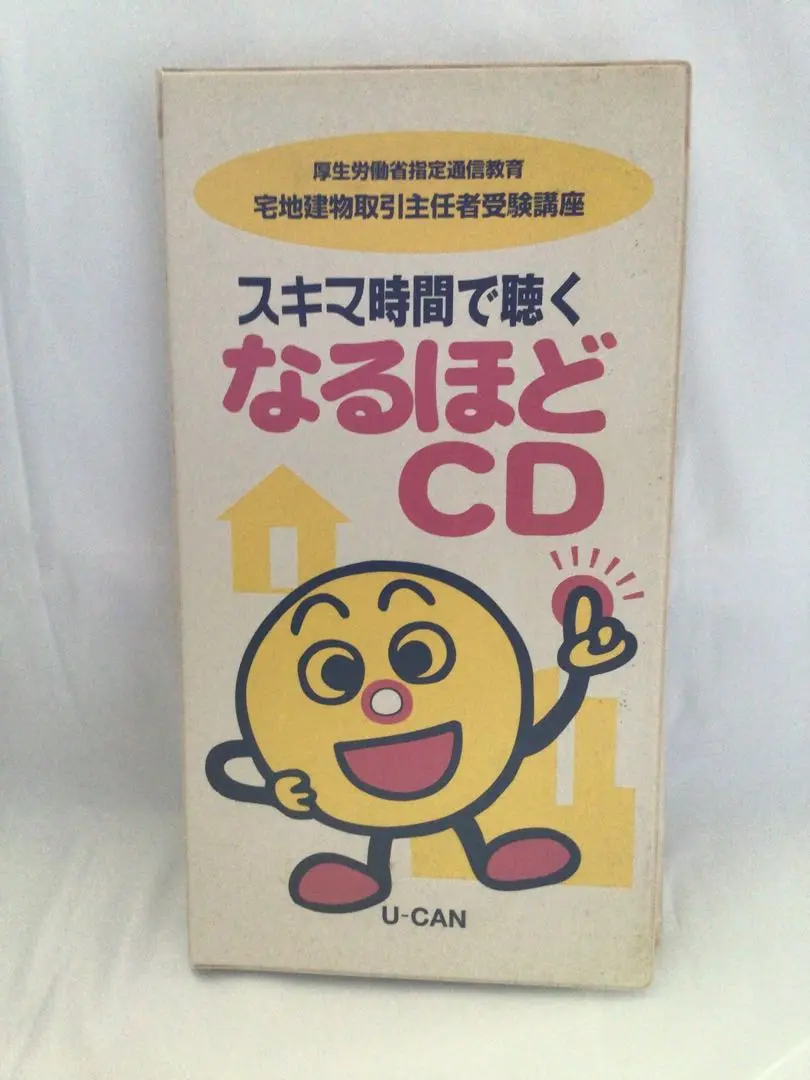 厚生労働省指定通信教育
宅地建物取引主任者受験講座
スキマ時間で聴く
なるほど
CD
U-CAN